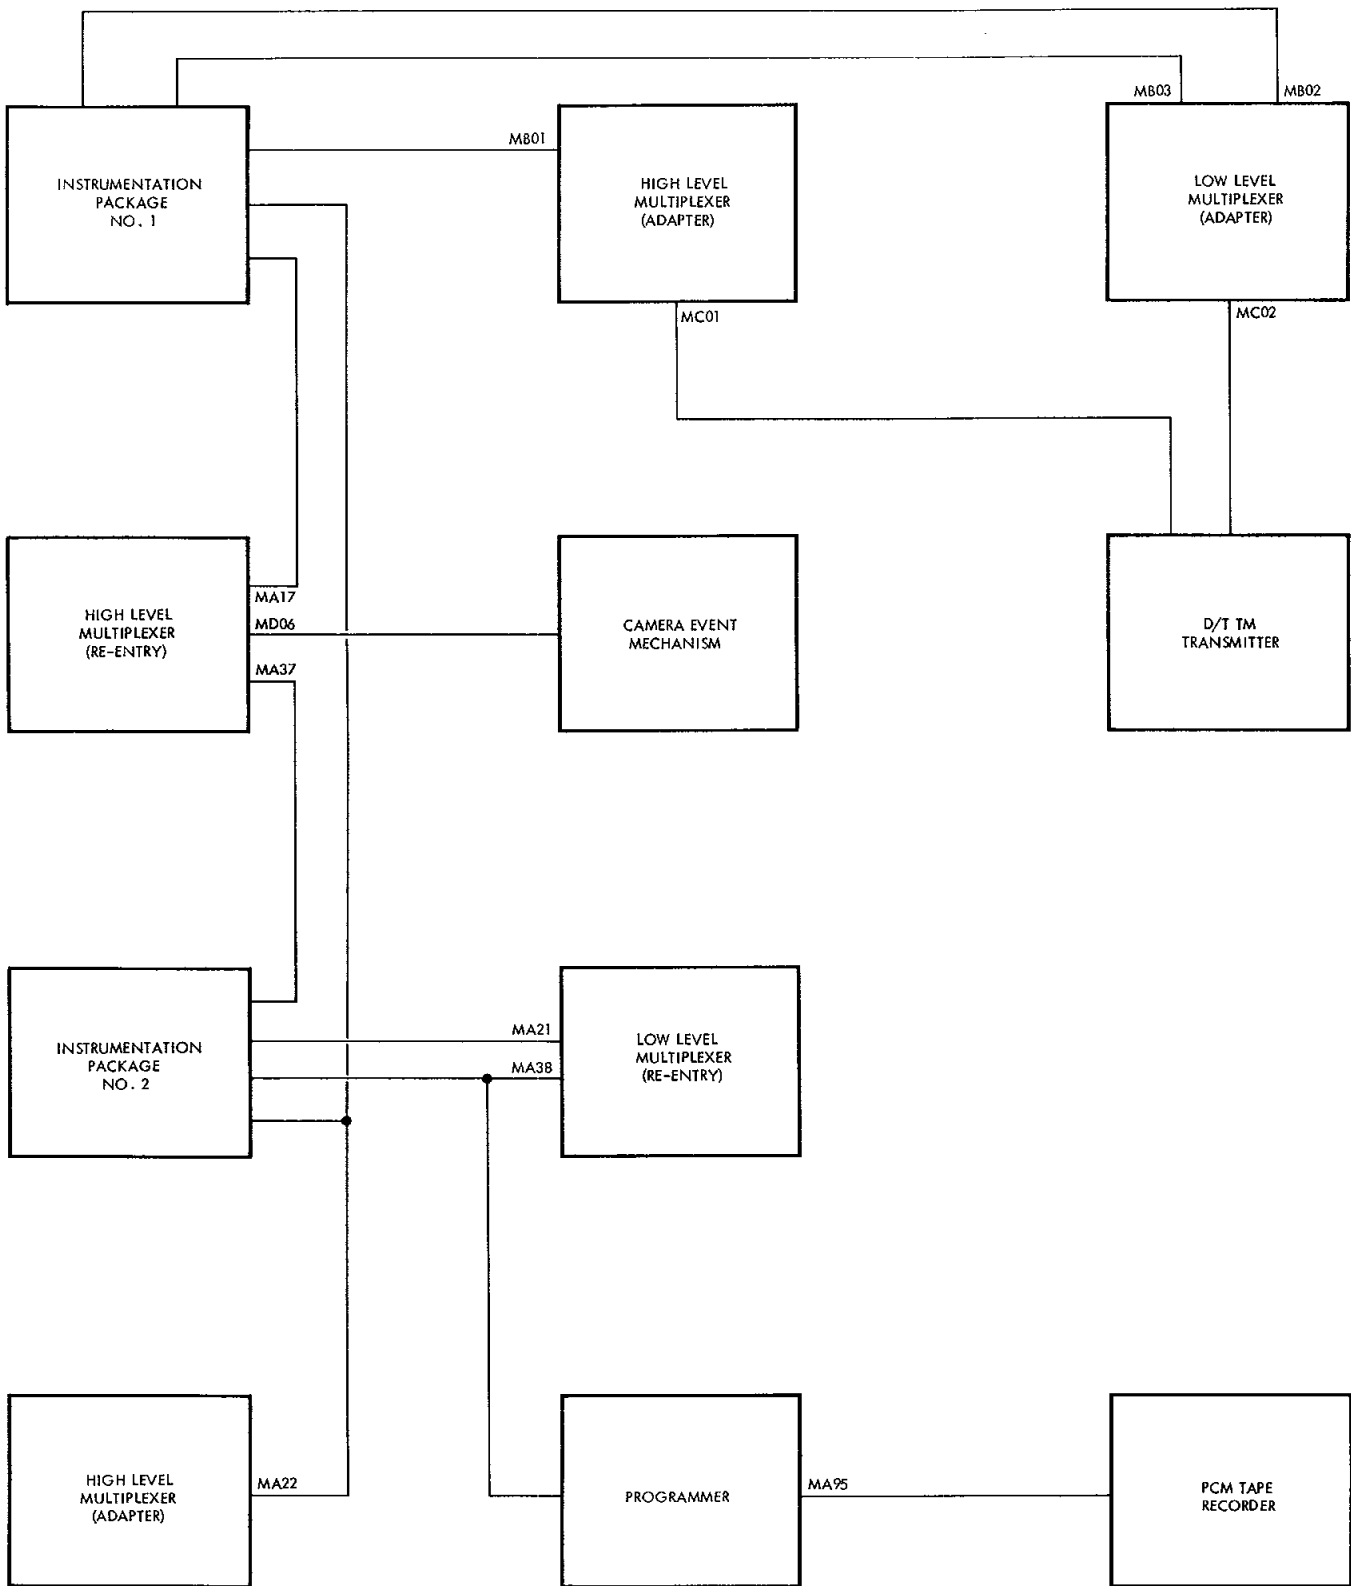 MB03
MB02
MB01
INSTRUMENTATION
PACKAGE
NO. 1
HIGH LEVEL
MULTIPLEXER
(ADAPTER)
LOW LEVEL
MULTIPLEXER
(ADAPTER)
MC01
MC02
HIGH LEVEL
MULTIPLEXER
(RE-ENTRY)
MA17
MD06
MA37
CAMERA EVENT
MECHANISM
D/T TM
TRANSMITTER
INSTRUMENTATION
PACKAGE
NO. 2
MA21
MA38
LOW LEVEL
MULTIPLEXER
(RE-ENTRY)
HIGH LEVEL
MULTIPLEXER
(ADAPTER)
MA22
PROGRAMMER
MA95
PCM TAPE
RECORDER